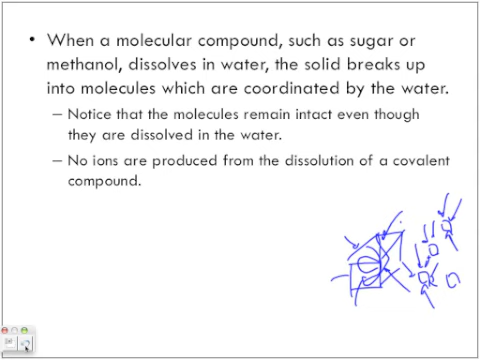 • When a molecular compound, such as sugar or
methanol, dissolves in water, the solid breaks up
into molecules which are coordinated by the water.
– Notice that the molecules remain intact even though
they are dissolved in the water.
– No ions are produced from the dissolution of a covalent
compound.